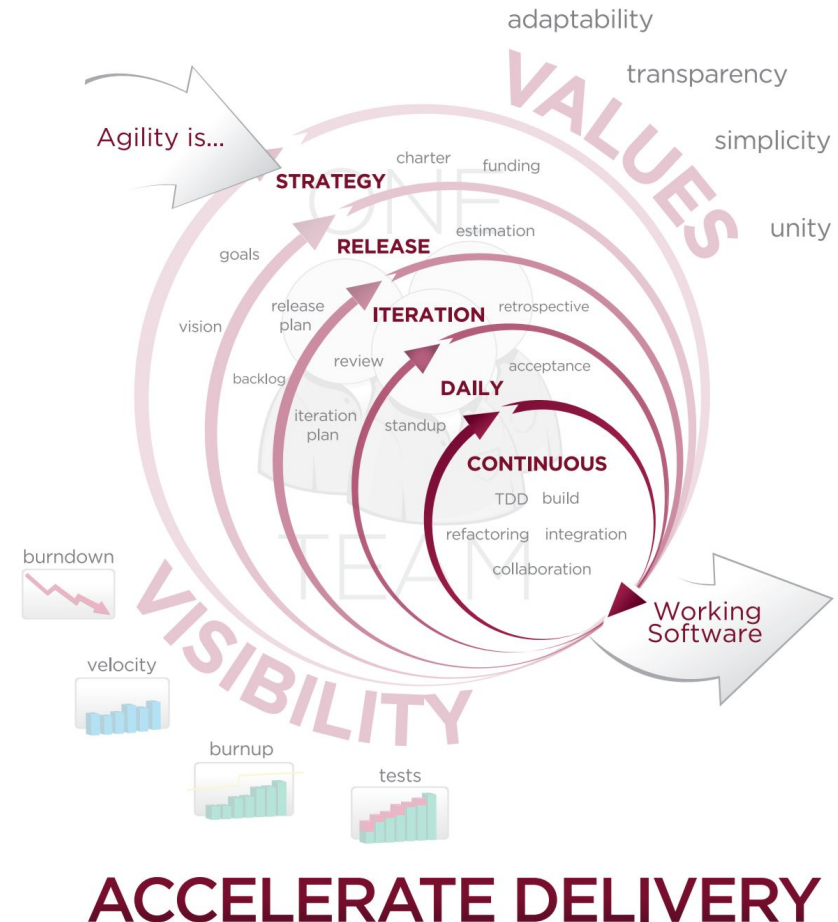 adaptability
VALUES
transparency
simplicity
unity
Agility is...
STRATEGY
charter
funding
ONE
goals
RELEASE
estimation
vision
release
plan
ITERATION
retrospective
backlog
review
DAILY
acceptance
iteration
plan
standup
CONTINUOUS
TDD
build
refactoring
integration
collaboration
TEAM
Working
Software
VISIBILITY
burndown
velocity
burnup
tests
ACCELERATE DELIVERY